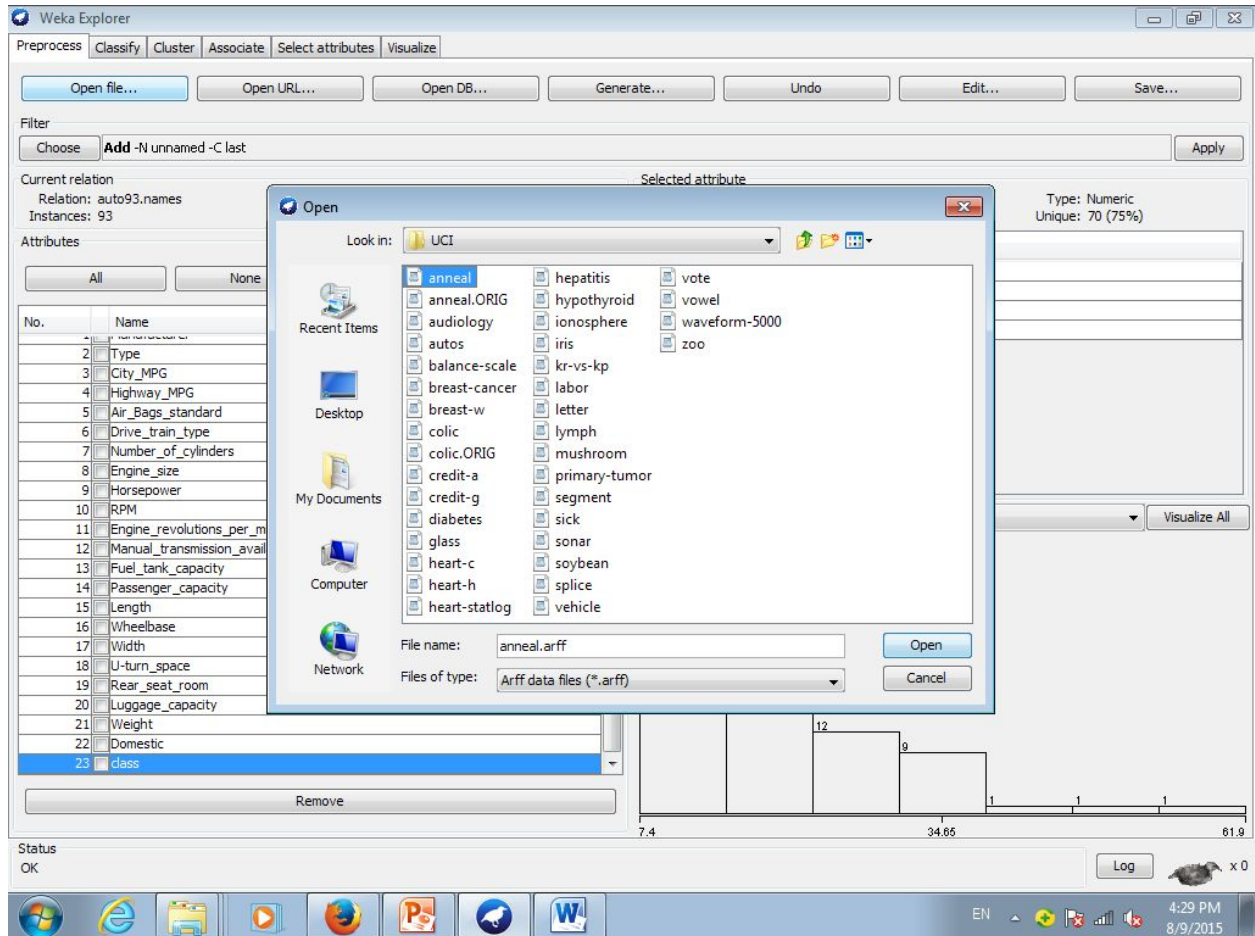 Weka Explorer
Preprocess Classify Cluster Associate Select attributes Visualize
Open file... Open URL... Open DB... Generate... Undo Edit... Save...
Filter
Choose Add -N unnamed -C last Apply
Current relation
Relation: auto93.names
Instances: 93
Selected attribute
Type: Numeric
Unique: 70 (75%)
Attributes
All None
No. Name
2 Type
3 City_MPG
4 Highway_MPG
5 Air_Bags_standard
6 Drive_train_type
7 Number_of_cylinders
8 Engine_size
9 Horsepower
10 RPM
11 Engine_revolutions_per_m
12 Manual_transmission_avail
13 Fuel_tank_capacity
14 Passenger_capacity
15 Length
16 Wheelbase
17 Width
18 U-turn_space
19 Rear_seat_room
20 Luggage_capacity
21 Weight
22 Domestic
23 class
Remove
Open
Look in: UCI
Recent Items
Desktop
My Documents
Computer
Network
anneal
anneal.ORIG
audiology
autos
balance-scale
breast-cancer
breast-w
colic
colic.ORIG
credit-a
credit-g
diabetes
glass
heart-c
heart-h
heart-statlog
hepatitis
hypothyroid
ionosphere
iris
kr-vs-kp
labor
letter
lymph
mushroom
primary-tumor
segment
sick
sonar
soybean
splice
vehicle
vote
vowel
waveform-5000
zoo
File name: anneal.arff Open
Files of type: Arff data files (*.arff) Cancel
Visualize All
12
9
1 1 1
7.4 34.65 61.9
Status
OK
Log x 0
EN 4:29 PM
8/9/2015